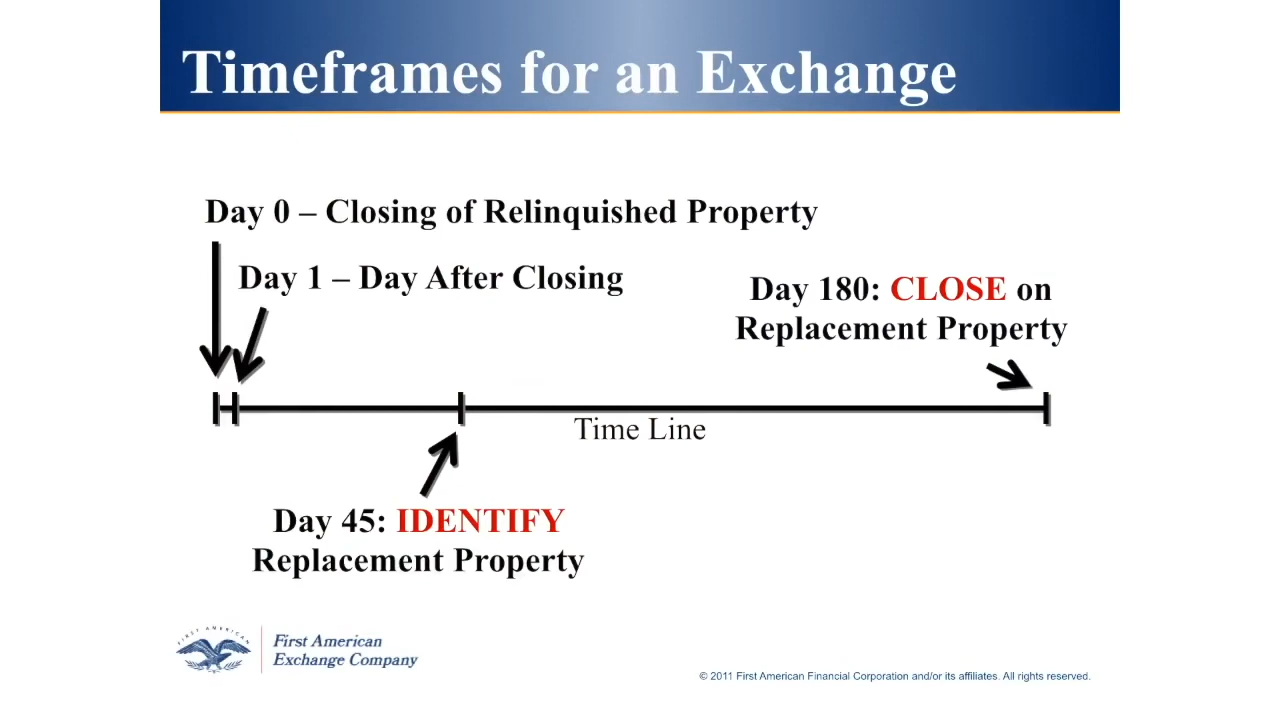 Timeframes for an Exchange
Day 0 – Closing of Relinquished Property
Day 1 – Day After Closing
Day 180: CLOSE on
Replacement Property
Time Line
Day 45: IDENTIFY
Replacement Property
FIRST AMERICAN
First American
Exchange Company
© 2011 First American Financial Corporation and/or its affiliates. All rights reserved.